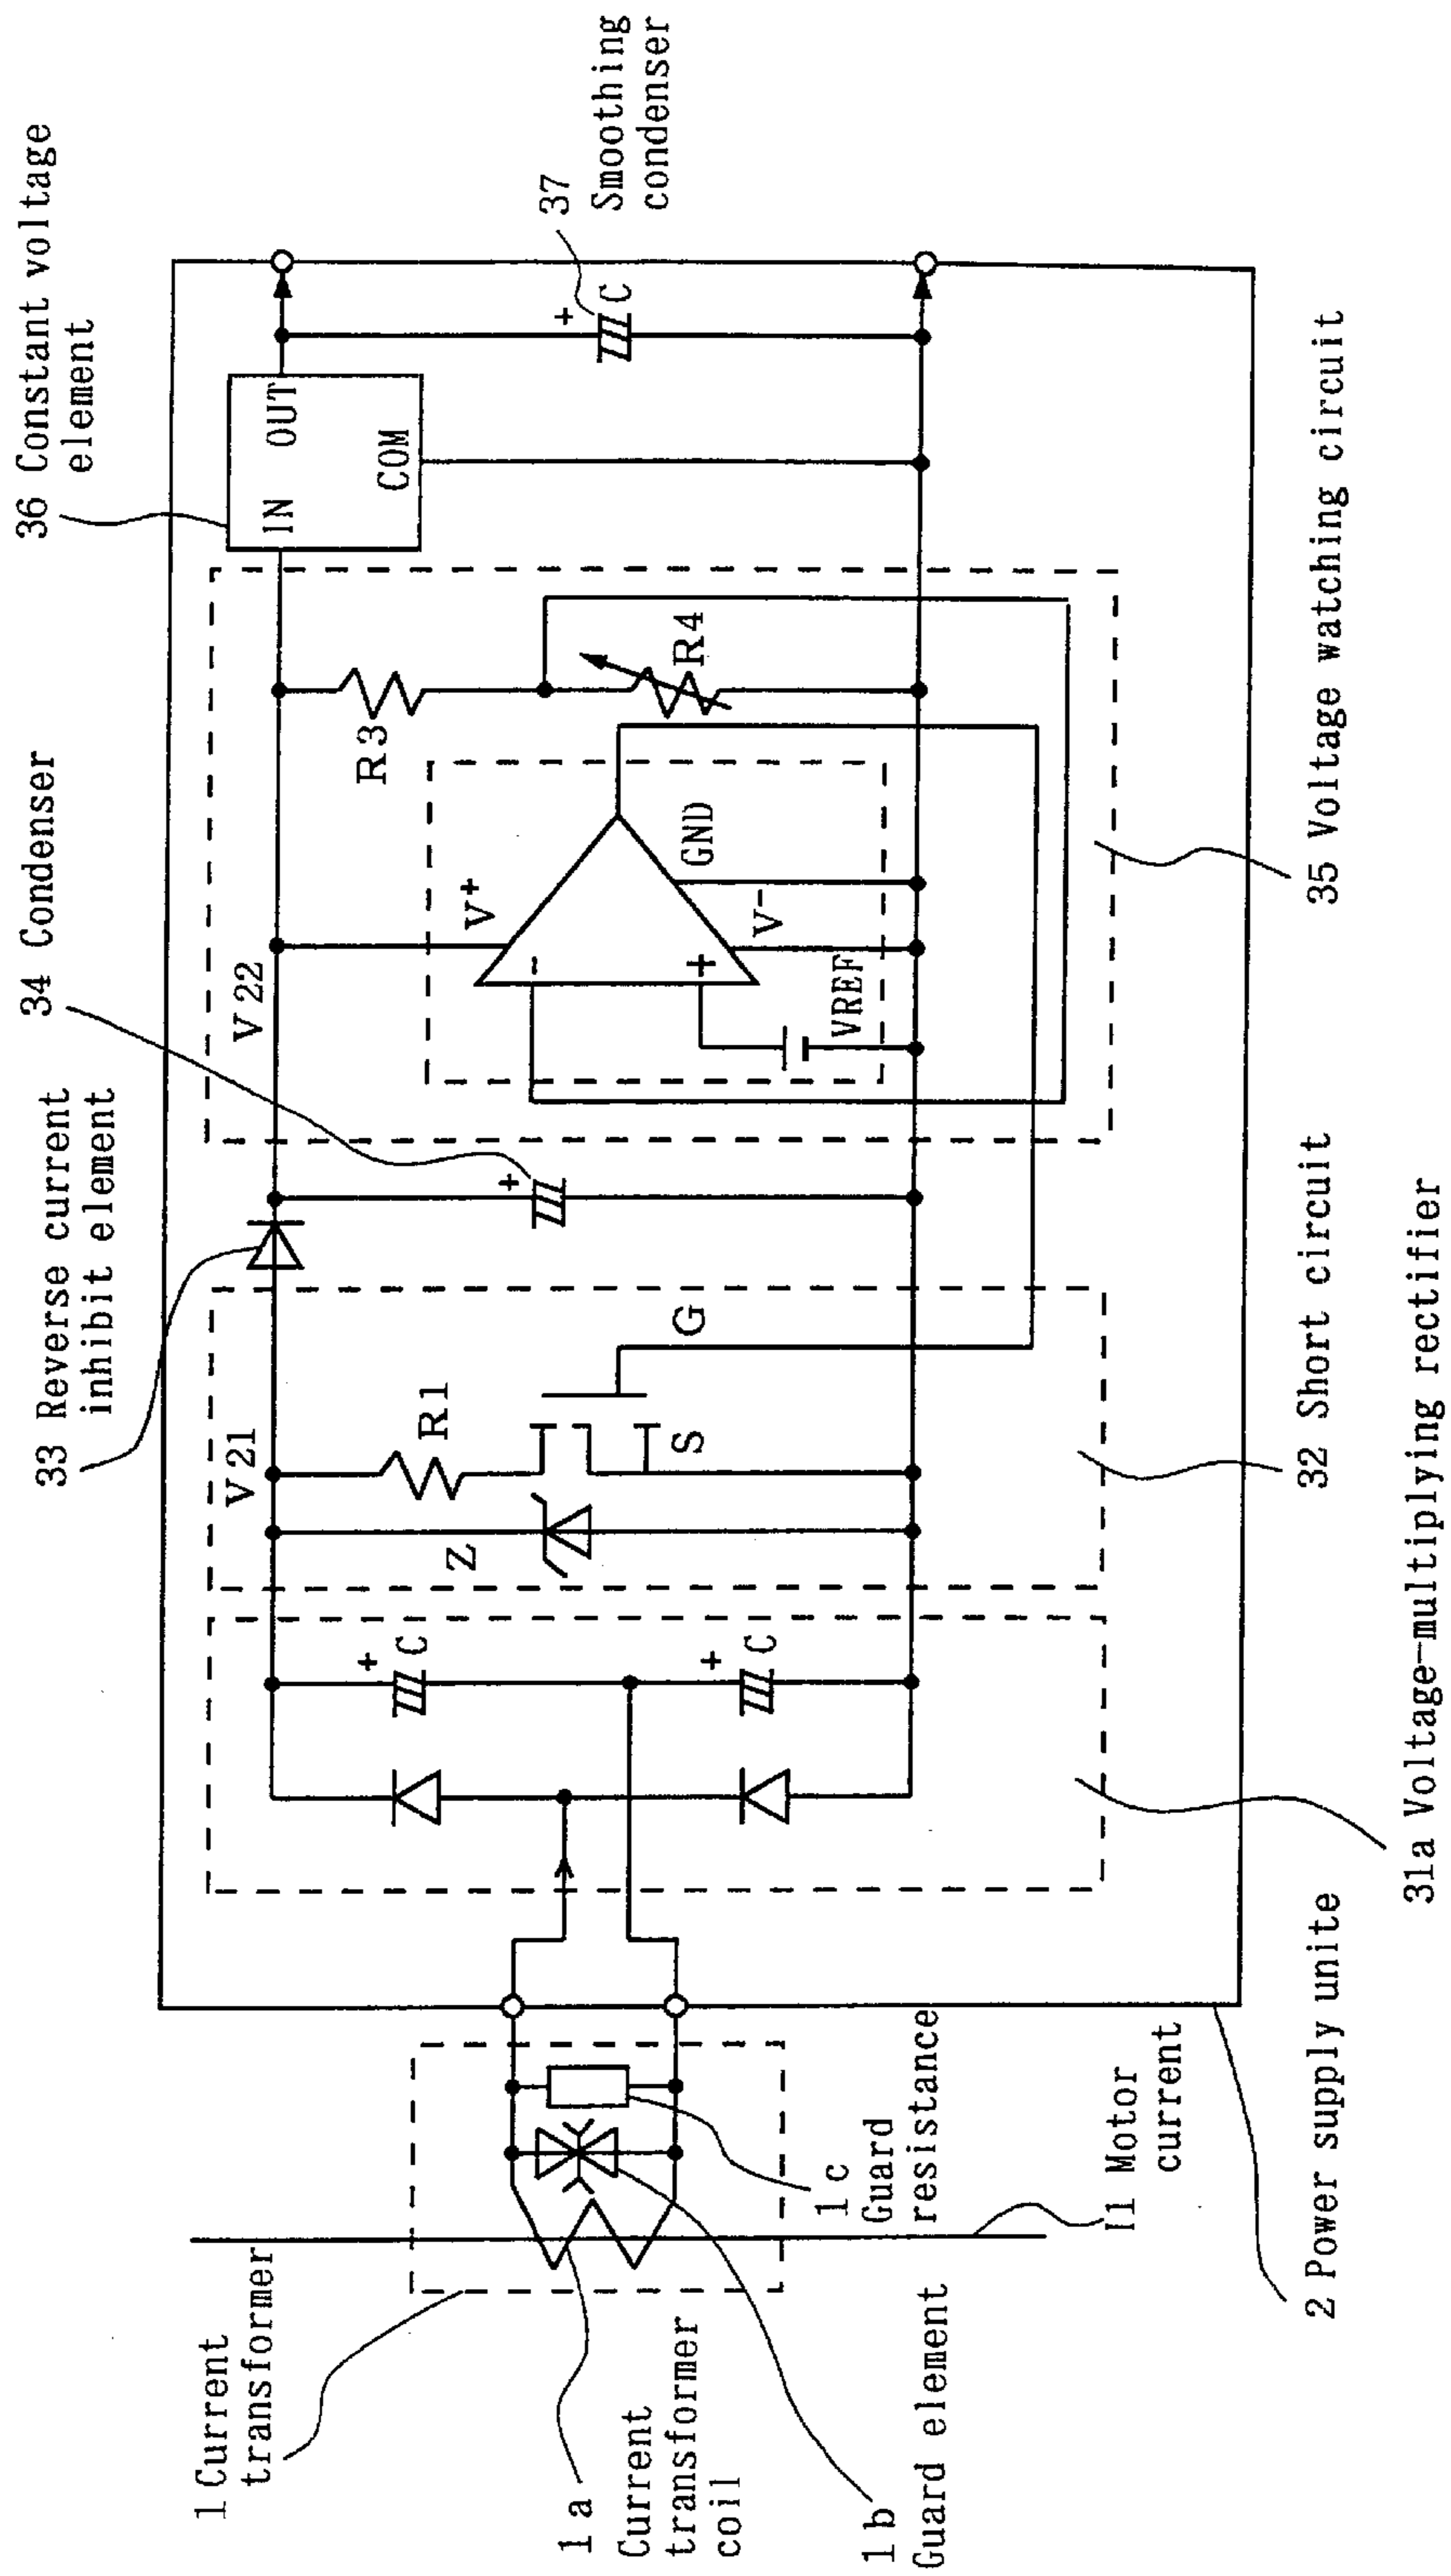 1 Current
transformer
1a
Current
transformer
coil
1b
Guard element
1c
Guard
resistance
I1 Motor
current
2 Power supply unite
31a Voltage-multiplying rectifier
+
C
+
C
32 Short circuit
V21
Z
R1
S
G
33 Reverse current
inhibit element
34 Condenser
+
V22
V+
-
+
V-
GND
VREF
R3
R4
35 Voltage watching circuit
36 Constant voltage
element
IN
OUT
COM
+
C
37
Smoothing
condenser